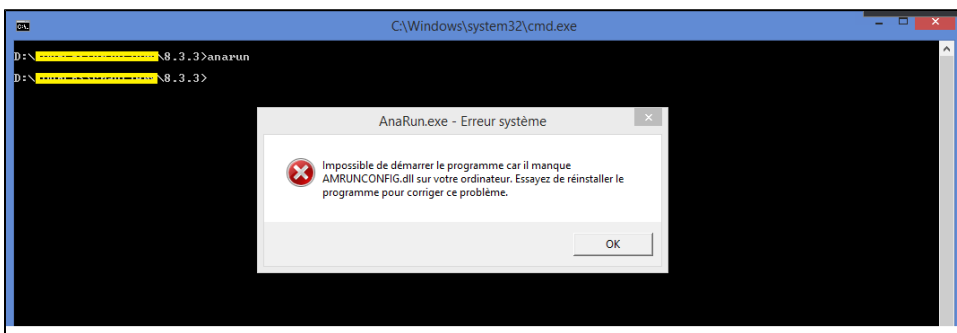 C:\Windows\system32\cmd.exe
D:\ \8.3.3>anarun
D:\ \8.3.3>
AnaRun.exe - Erreur système
Impossible de démarrer le programme car il manque
AMRUNCONFIG.dll sur votre ordinateur. Essayez de réinstaller le
programme pour corriger ce problème.
OK